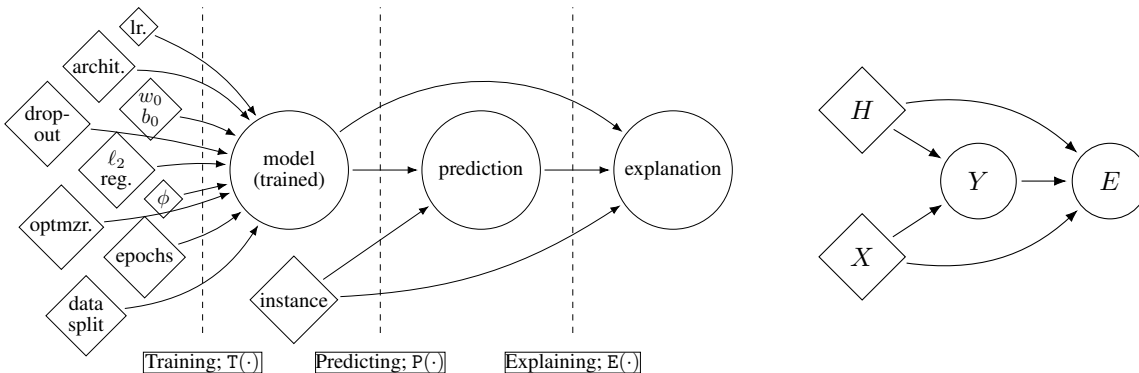 lr.
archit.
w₀
b₀
drop-
out
ℓ₂
reg.
ϕ
optmzr.
epochs
data
split
model
(trained)
prediction
explanation
instance
Training; T(·)
Predicting; P(·)
Explaining; E(·)
H
Y
E
X